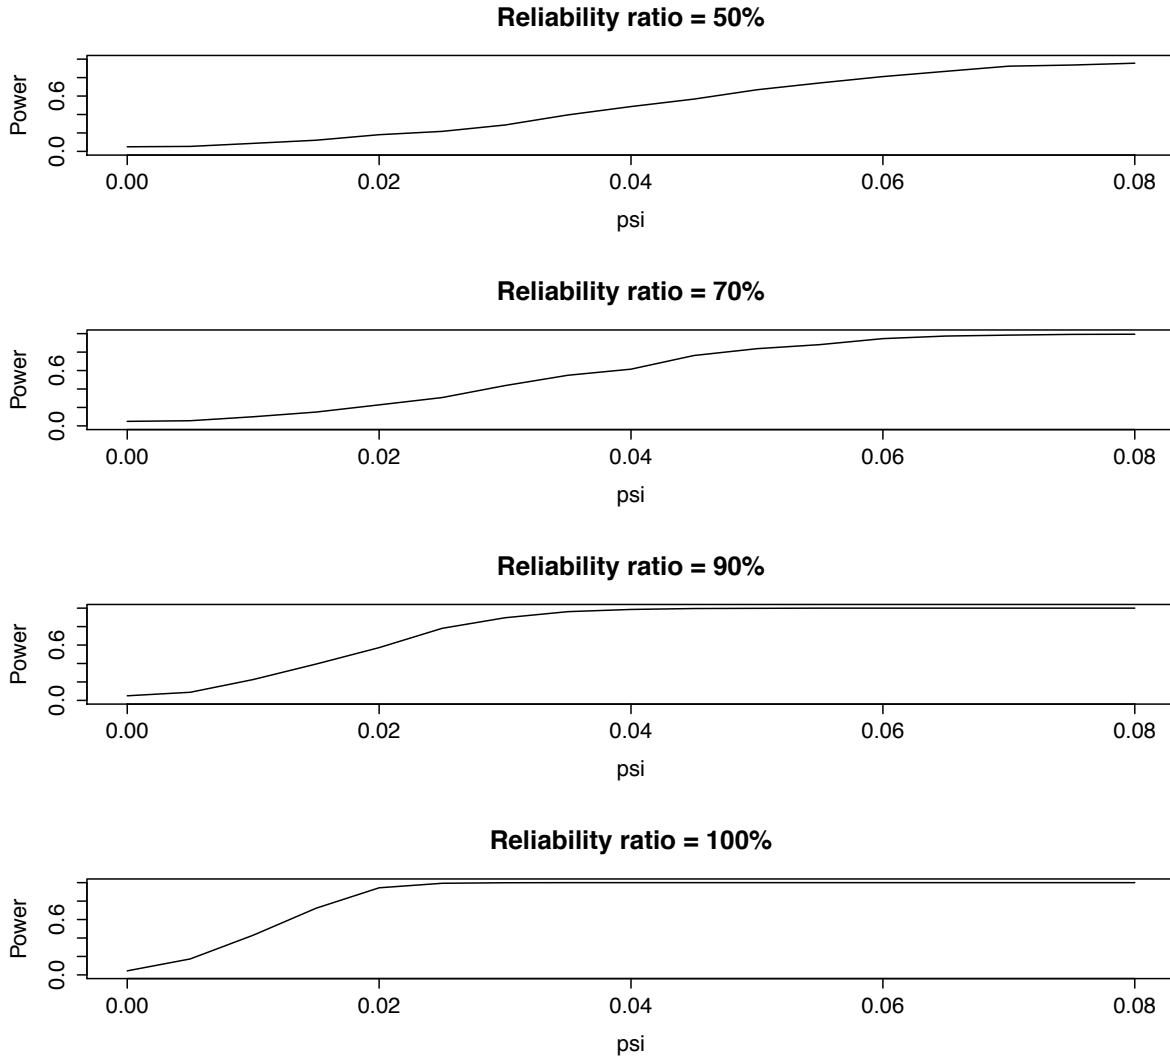 Reliability ratio = 50%
Power
0.6
0.0
0.00 0.02 0.04 0.06 0.08
psi
Reliability ratio = 70%
Power
0.6
0.0
0.00 0.02 0.04 0.06 0.08
psi
Reliability ratio = 90%
Power
0.6
0.0
0.00 0.02 0.04 0.06 0.08
psi
Reliability ratio = 100%
Power
0.6
0.0
0.00 0.02 0.04 0.06 0.08
psi